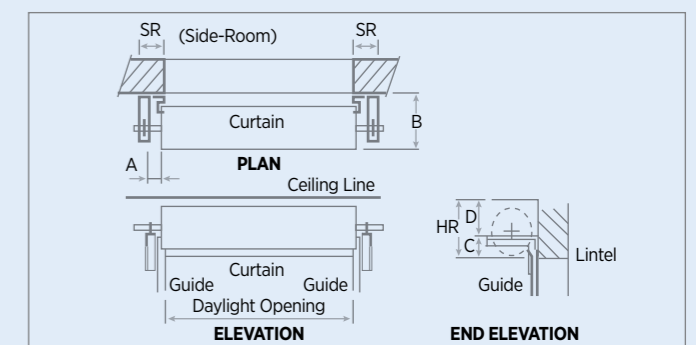 SR (Side-Room) SR
Curtain
B
A
PLAN
Ceiling Line
D
HR
C
Lintel
Curtain
Guide Guide
Guide
Daylight Opening
ELEVATION
END ELEVATION